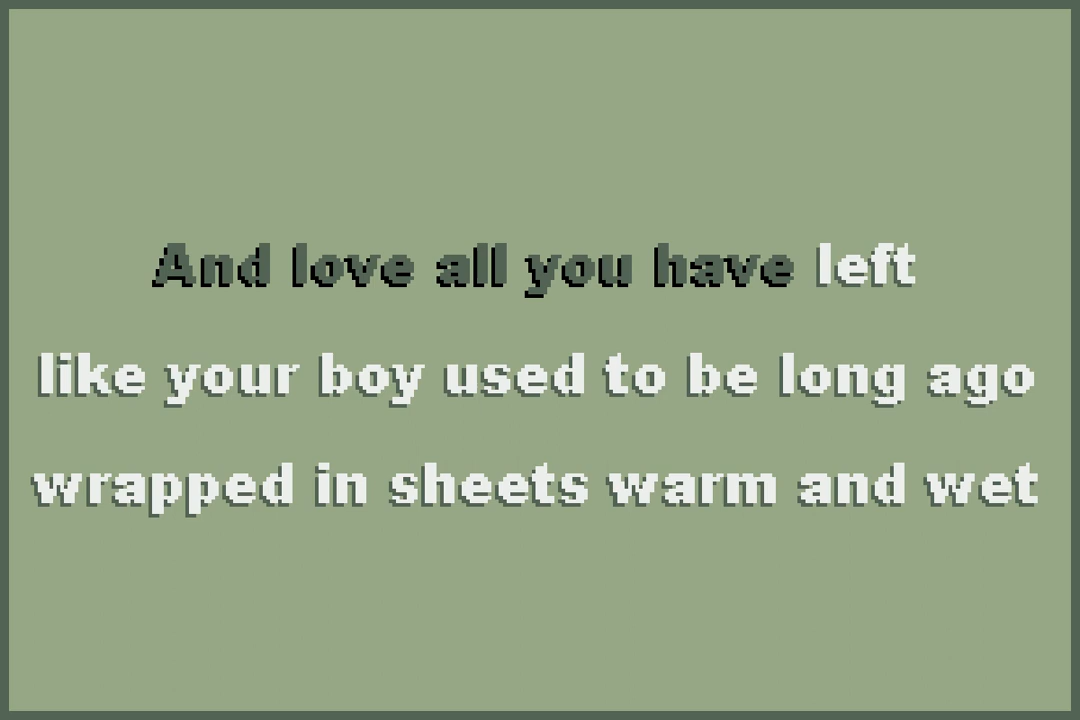 And love all you have left
like your boy used to be long ago
wrapped in sheets warm and wet